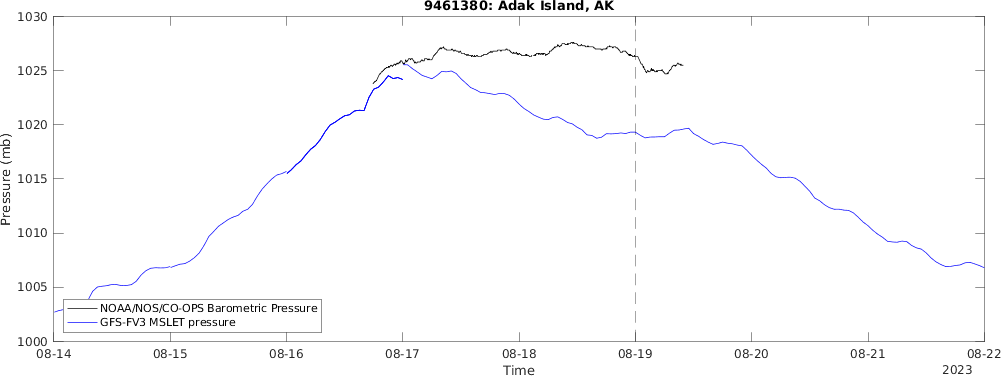 9461380: Adak Island, AK
1030
1025
1020
1015
1010
1005
1000
Pressure (mb)
NOAA/NOS/CO-OPS Barometric Pressure
GFS-FV3 MSLET pressure
08-14 08-15 08-16 08-17 08-18 08-19 08-20 08-21 08-22
Time
2023